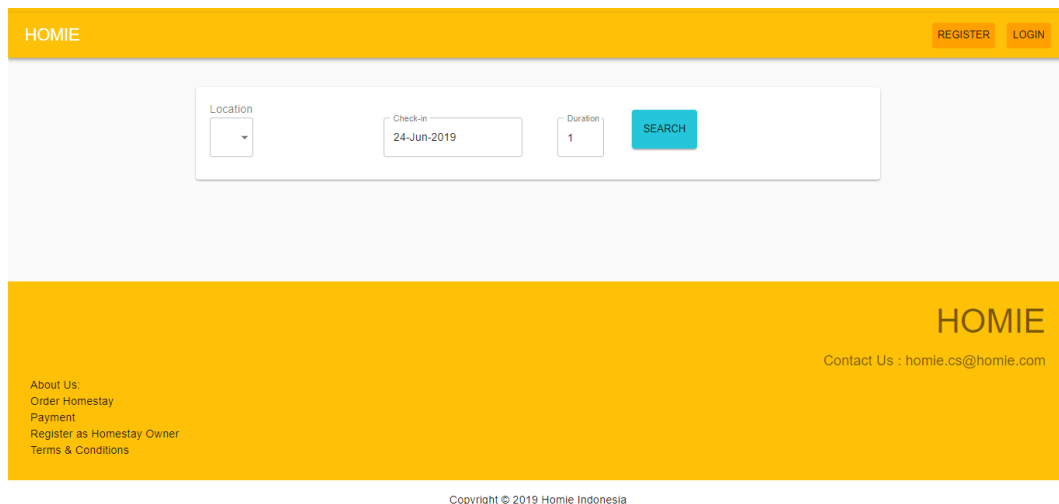 HOMIE
REGISTER
LOGIN
Location
Check-in
24-Jun-2019
Duration
1
SEARCH
HOMIE
Contact Us : homie.cs@homie.com
About Us:
Order Homestay
Payment
Register as Homestay Owner
Terms & Conditions
Copyright © 2019 Homie Indonesia